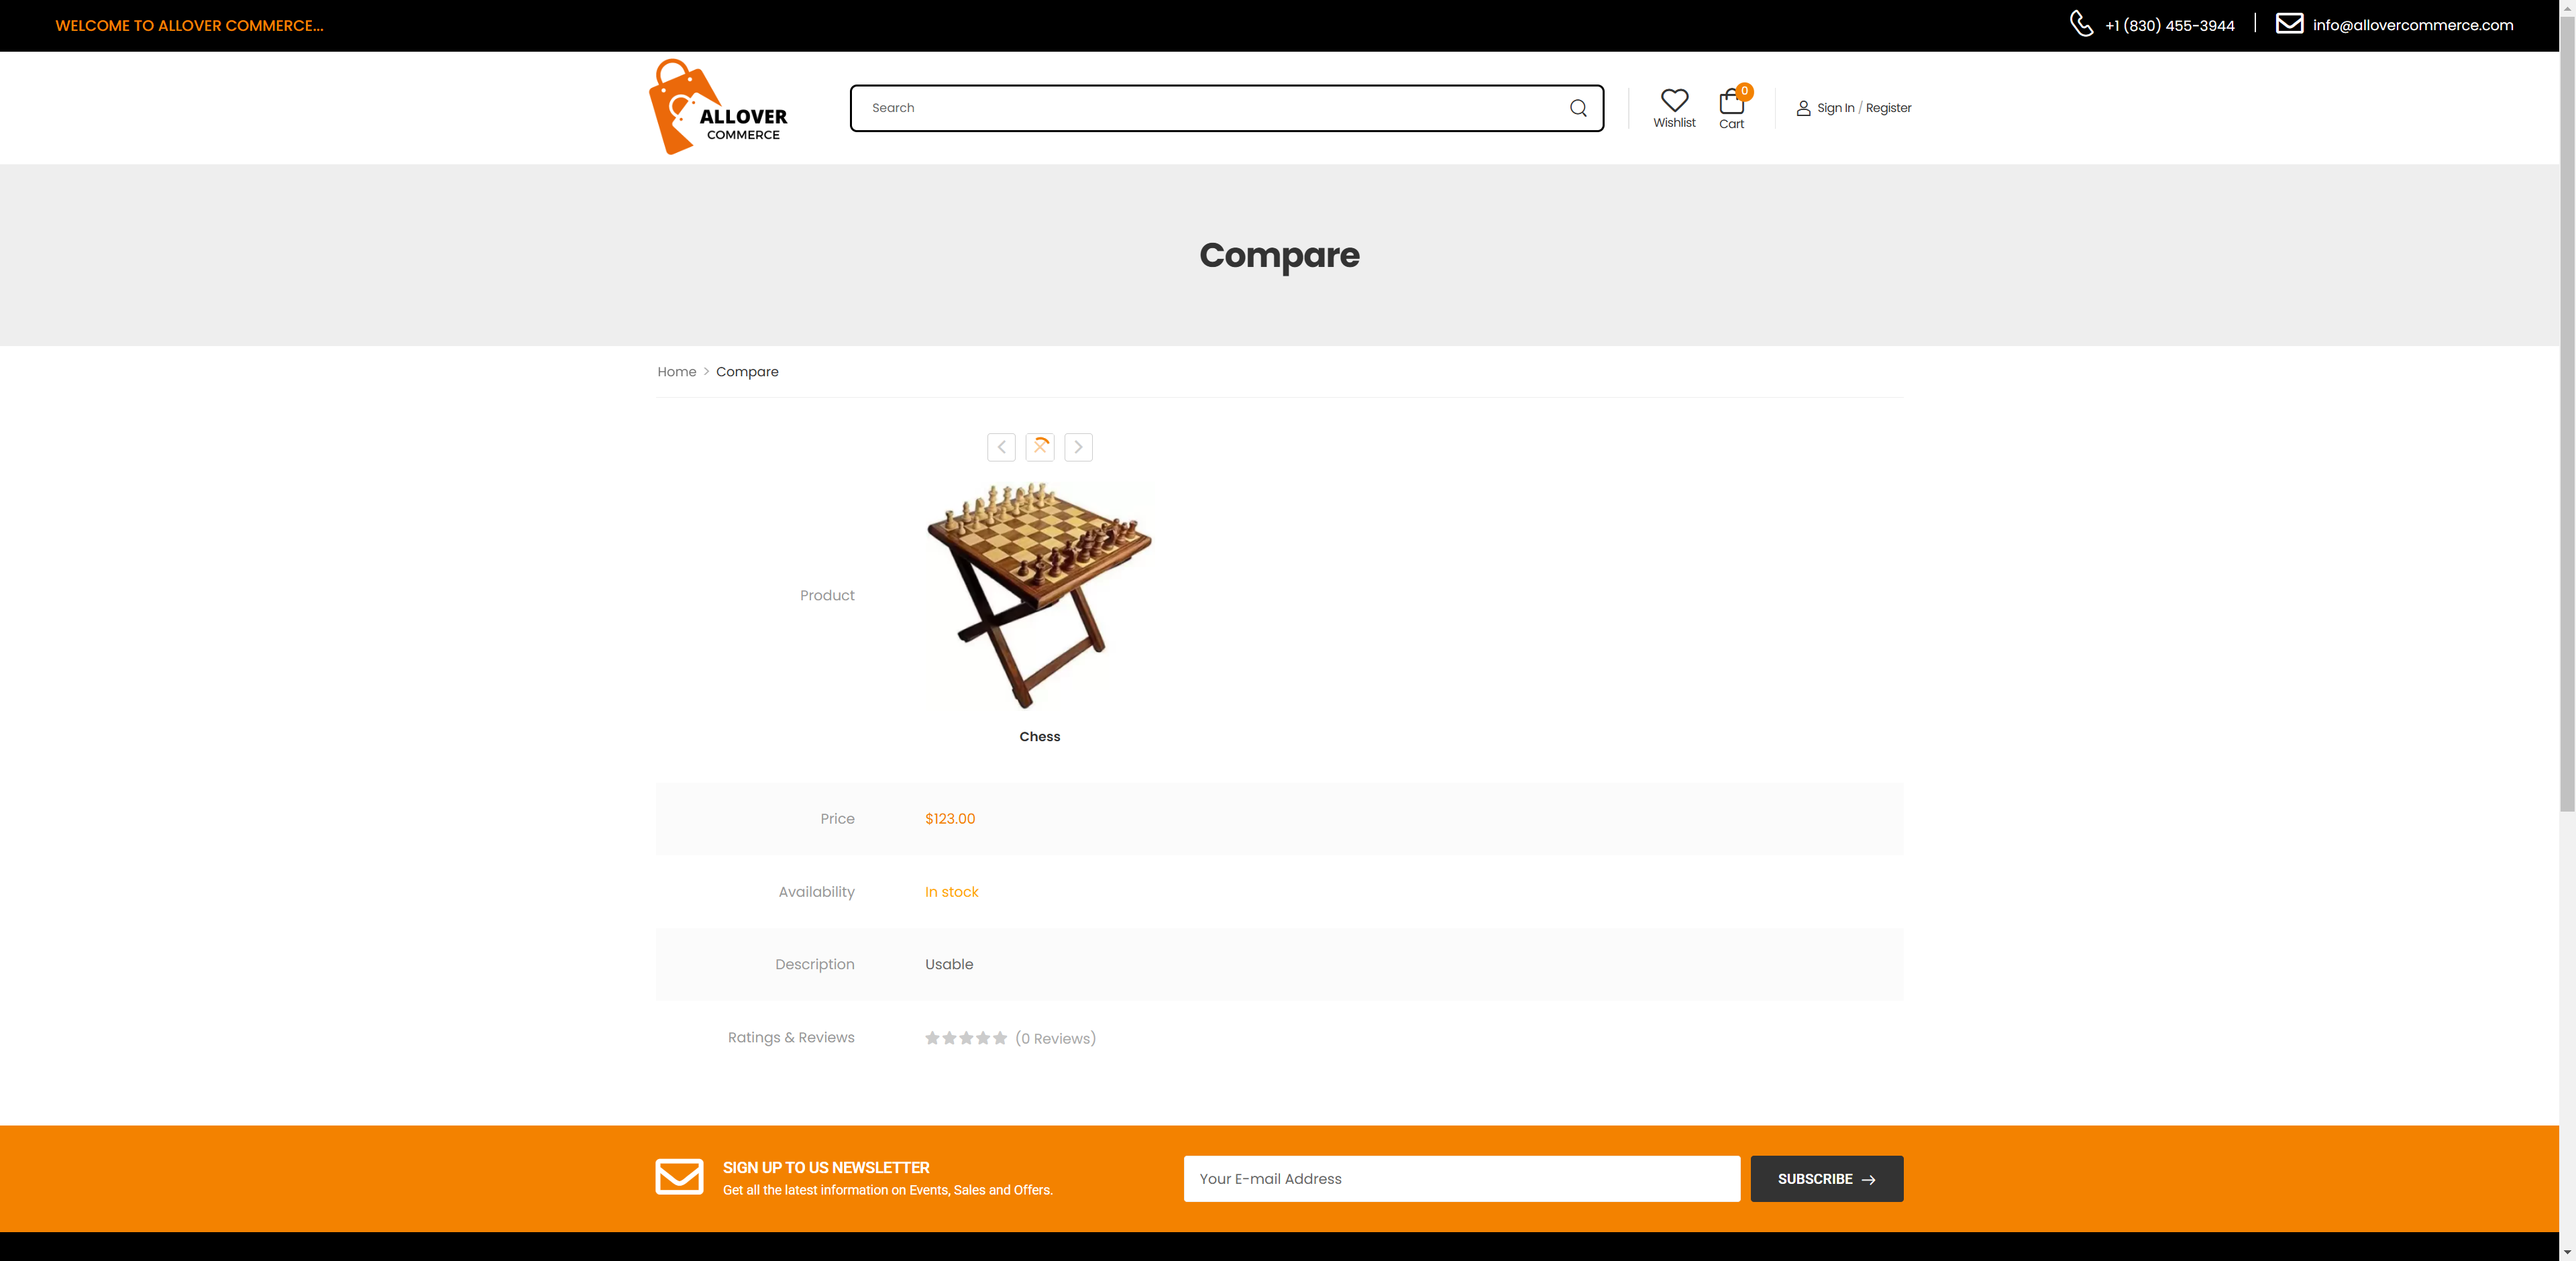 WELCOME TO ALLOVER COMMERCE...
+1 (830) 455-3944
info@allovercommerce.com
ALLOVER
COMMERCE
Search
Wishlist
0
Cart
Sign In / Register
Compare
Home > Compare
Product
Chess
Price
$123.00
Availability
In stock
Description
Usable
Ratings & Reviews
(0 Reviews)
SIGN UP TO US NEWSLETTER
Get all the latest information on Events, Sales and Offers.
Your E-mail Address
SUBSCRIBE